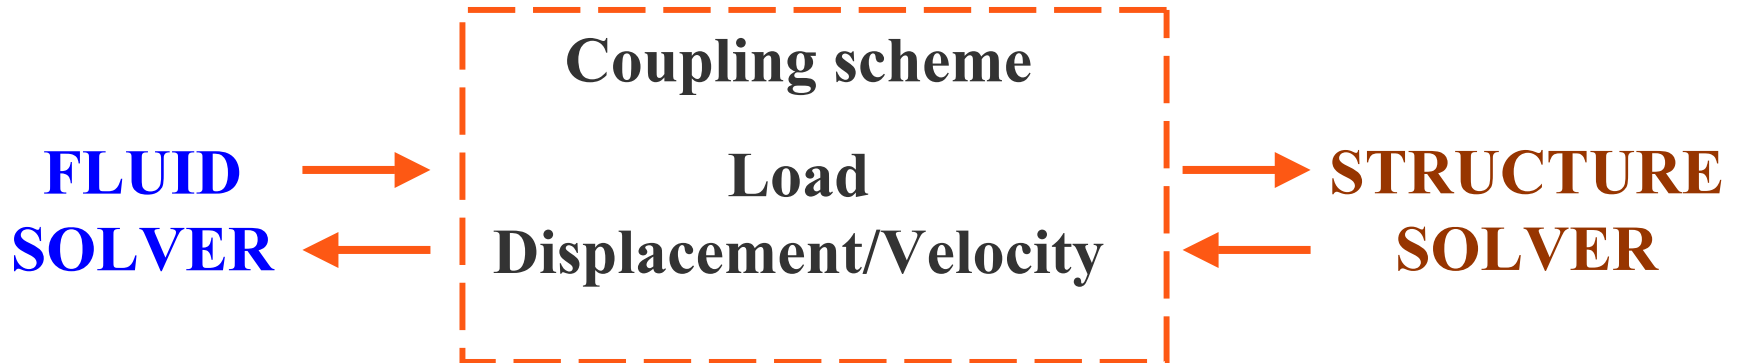 Coupling scheme
FLUID
SOLVER
Load
Displacement/Velocity
STRUCTURE
SOLVER